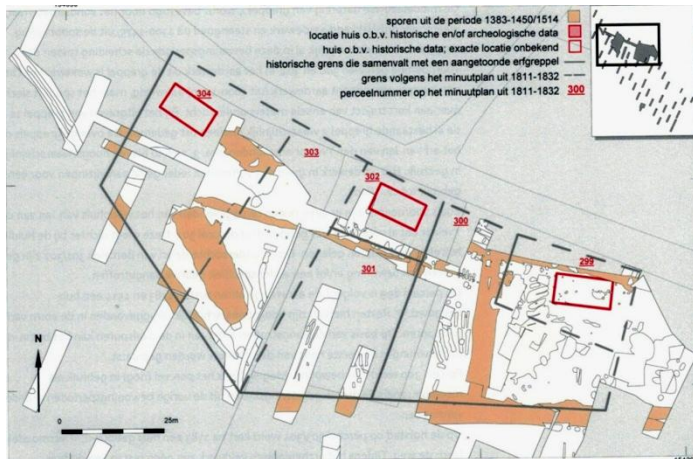 sporen uit de periode 1383-1450/1514
locatie huis o.b.v. historische en/of archeologische data
huis o.b.v. historische data; exacte locatie onbekend
historische grens die samenvalt met een aangetoonde erfgreppel
grens volgens het minuutplan uit 1811-1832
perceelnummer op het minuutplan uit 1811-1832 300
304
303
302
300
301
299
N
0 25m